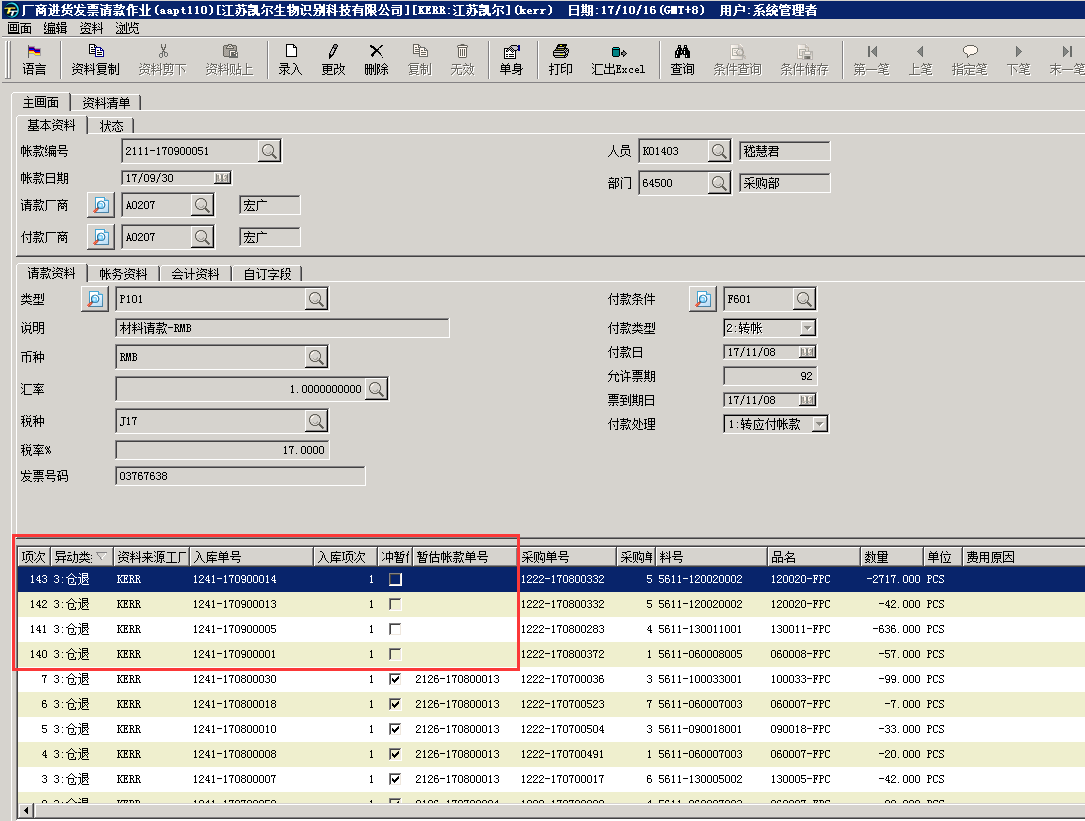 厂商进货发票请款作业(aapt110)[江苏凯尔生物识别科技有限公司][KERR:江苏凯尔](kerr) 日期:17/10/16(GMT+8) 用户:系统管理者
画面 编辑 资料 浏览
语言 资料复制 资料剪下 资料贴上 录入 更改 删除 复制 无效 单身 打印 汇出Excel 查询 条件查询 条件储存 第一笔 上笔 指定笔 下笔 末一笔
主画面 资料清单
基本资料 状态
帐款编号 2111-170900051 人员 K01403 嵇慧君
帐款日期 17/09/30
部门 64500 采购部
请款厂商 A0207 宏广
付款厂商 A0207 宏广
请款资料 帐务资料 会计资料 自订字段
类型 P101 付款条件 F601
说明 材料请款-RMB 付款类型 2:转帐
币种 RMB 付款日 17/11/08
允许票期 92
汇率 1.0000000000 票到期日 17/11/08
税种 J17 付款处理 1:转应付帐款
税率% 17.0000
发票号码 03767638
项次 异动类 资料来源工厂 入库单号 入库项次 冲暂估 暂估帐款单号 采购单号 采购单 料号 品名 数量 单位 费用原因
143 3:仓退 KERR 1241-170900014 1 1222-170800332 5 5611-120020002 120020-FPC -2717.000 PCS
142 3:仓退 KERR 1241-170900013 1 1222-170800332 5 5611-120020002 120020-FPC -42.000 PCS
141 3:仓退 KERR 1241-170900005 1 1222-170800283 4 5611-130011001 130011-FPC -636.000 PCS
140 3:仓退 KERR 1241-170900001 1 1222-170800372 1 5611-060008005 060008-FPC -57.000 PCS
7 3:仓退 KERR 1241-170800030 1 2126-170800013 1222-170700036 3 5611-100033001 100033-FPC -99.000 PCS
6 3:仓退 KERR 1241-170800018 1 2126-170800013 1222-170700523 7 5611-060007003 060007-FPC -7.000 PCS
5 3:仓退 KERR 1241-170800010 1 2126-170800013 1222-170700504 3 5611-090018001 090018-FPC -33.000 PCS
4 3:仓退 KERR 1241-170800008 1 2126-170800013 1222-170700491 1 5611-060007003 060007-FPC -20.000 PCS
3 3:仓退 KERR 1241-170800007 1 2126-170800013 1222-170700017 6 5611-130005002 130005-FPC -42.000 PCS